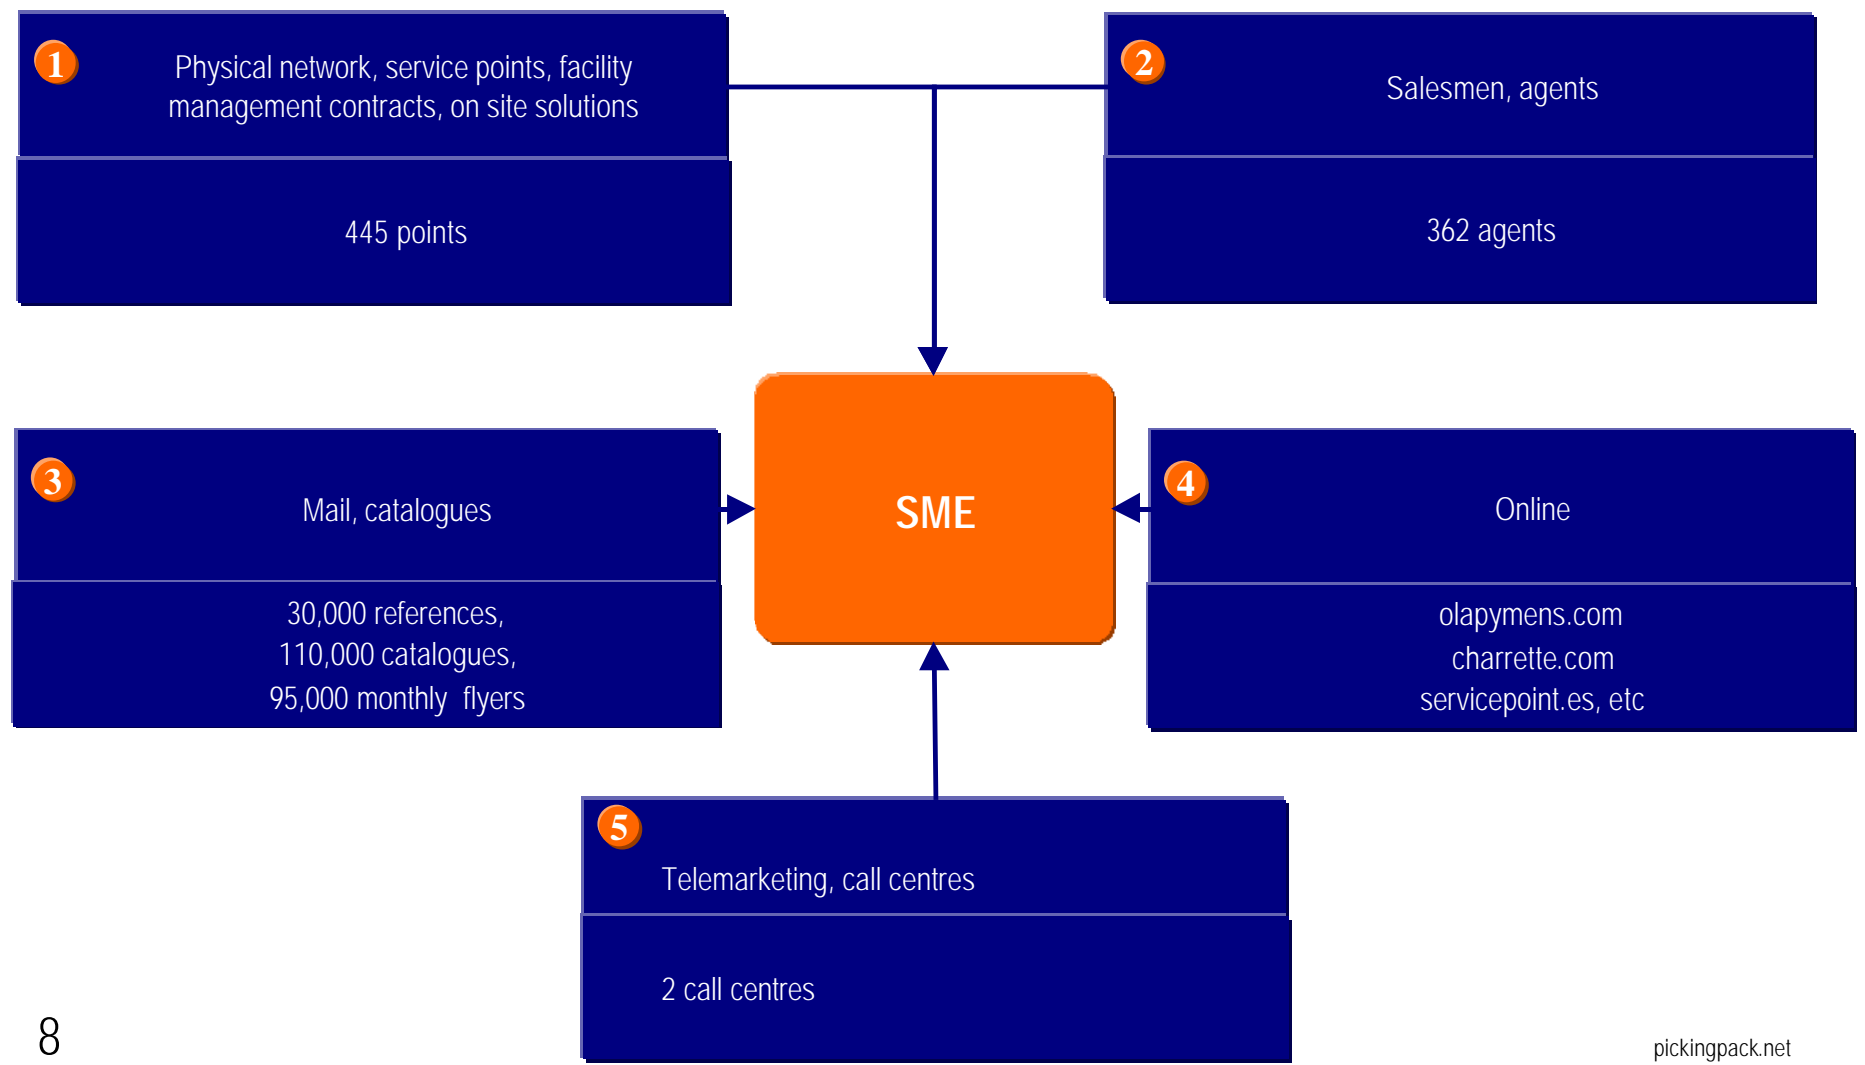 1
Physical network, service points, facility
management contracts, on site solutions
445 points
2
Salesmen, agents
362 agents
3
Mail, catalogues
30,000 references,
110,000 catalogues,
95,000 monthly flyers
SME
4
Online
olapymens.com
charrette.com
servicepoint.es, etc
5
Telemarketing, call centres
2 call centres
8
pickingpack.net